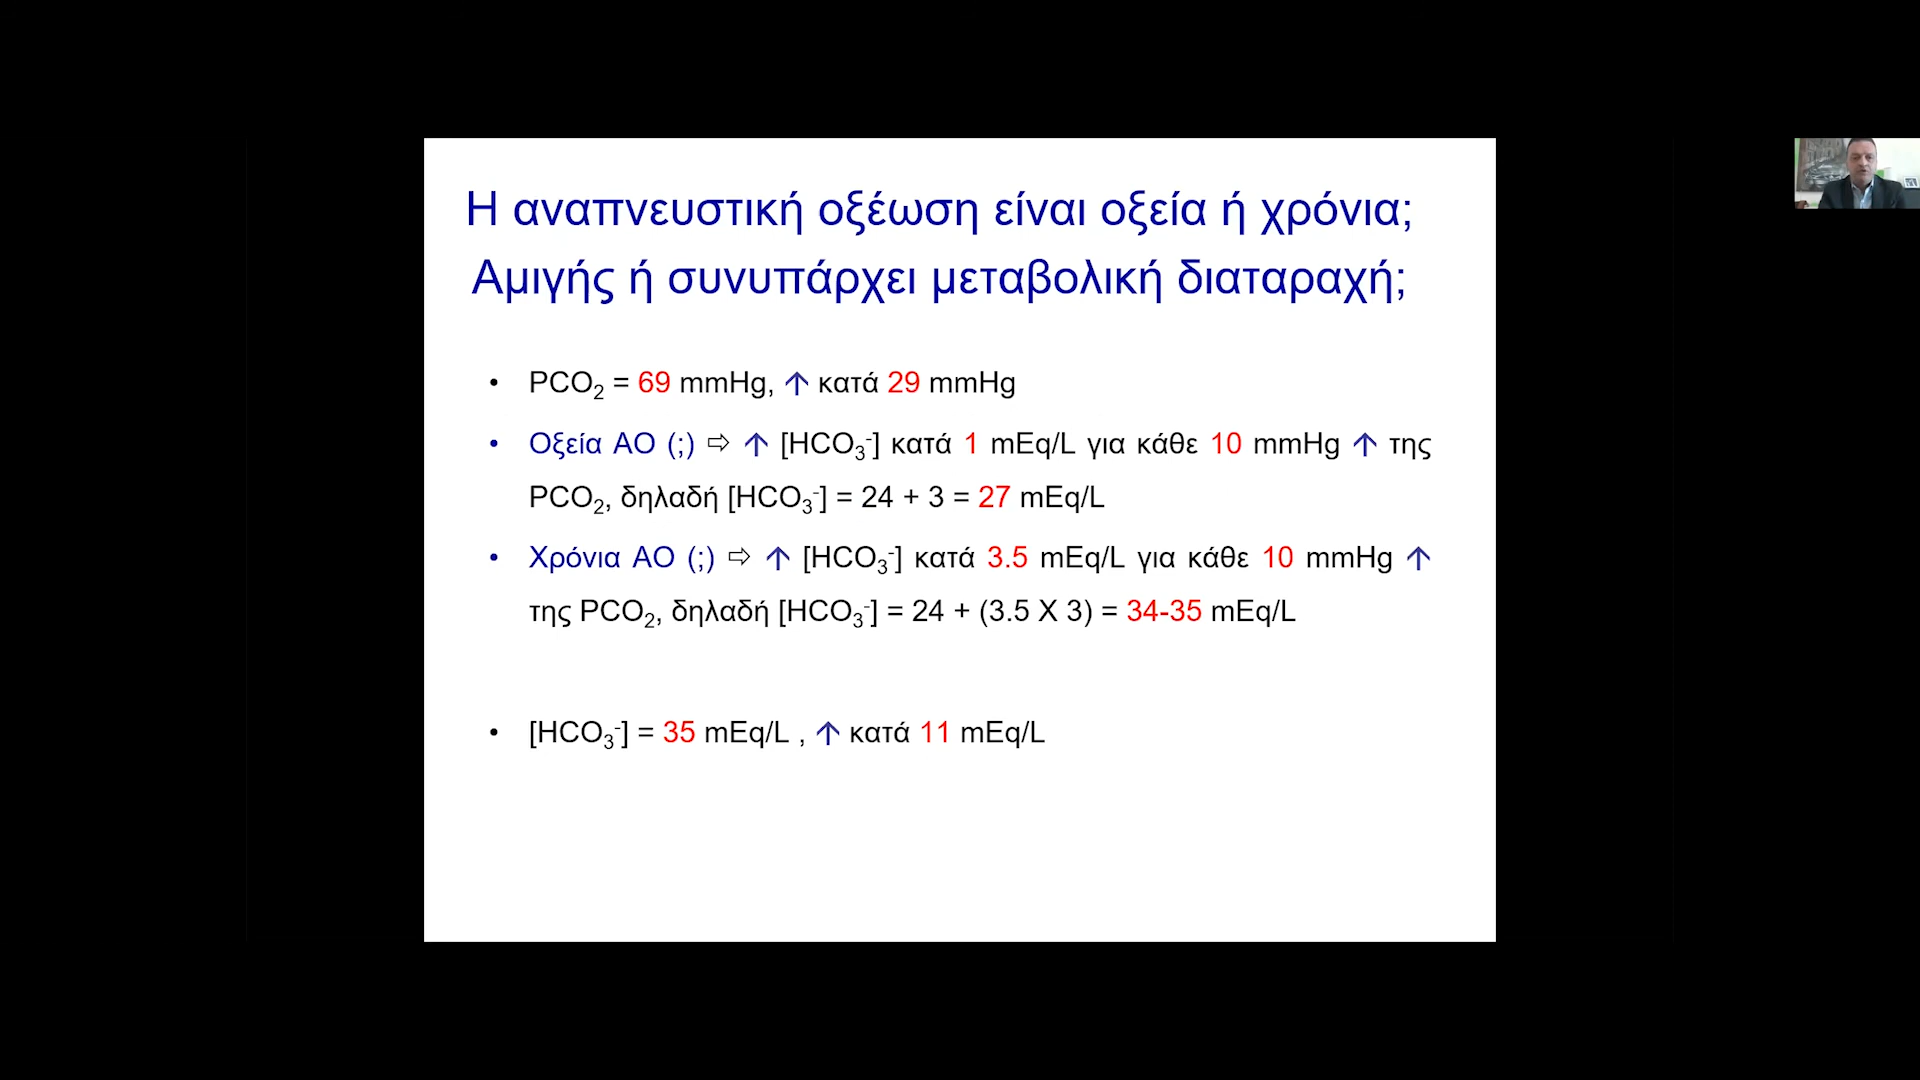 Η αναπνευστική οξέωση είναι οξεία ή χρόνια;
Αμιγής ή συνυπάρχει μεταβολική διαταραχή;
• PCO₂ = 69 mmHg, ↑ κατά 29 mmHg
• Οξεία ΑΟ (;) ⇨ ↑ [HCO₃⁻] κατά 1 mEq/L για κάθε 10 mmHg ↑ της
PCO₂, δηλαδή [HCO₃⁻] = 24 + 3 = 27 mEq/L
• Χρόνια ΑΟ (;) ⇨ ↑ [HCO₃⁻] κατά 3.5 mEq/L για κάθε 10 mmHg ↑
της PCO₂, δηλαδή [HCO₃⁻] = 24 + (3.5 Χ 3) = 34-35 mEq/L
• [HCO₃⁻] = 35 mEq/L , ↑ κατά 11 mEq/L